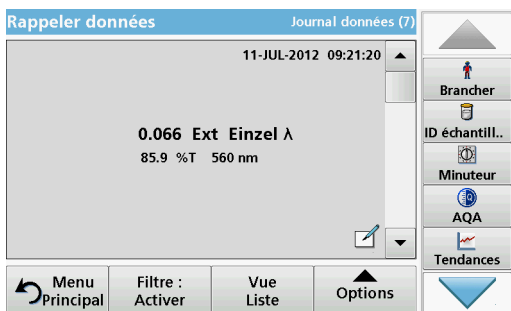 Rappeler données
Journal données (7)
11-JUL-2012 09:21:20
0.066 Ext Einzel λ
85.9 %T 560 nm
Brancher
ID échantill..
Minuteur
AQA
Tendances
Menu
Principal
Filtre :
Activer
Vue
Liste
Options